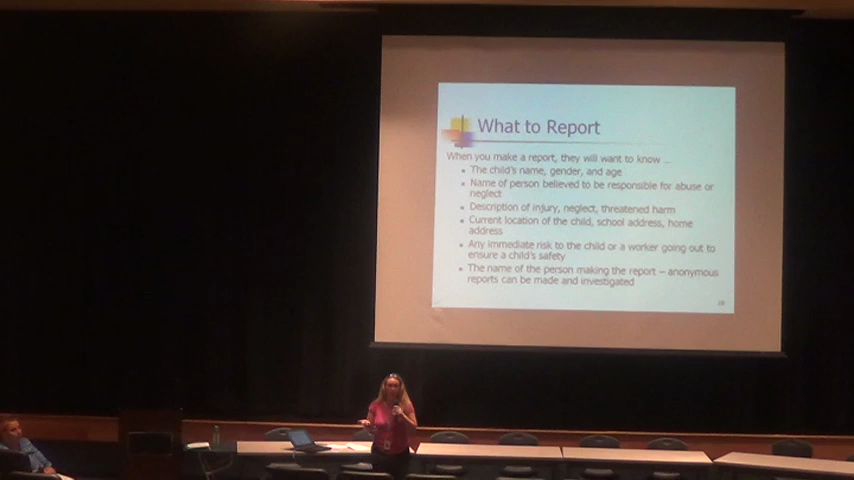 What to Report
When you make a report, they will want to know ...
The child's name, gender, and age
Name of person believed to be responsible for abuse or
neglect
Description of injury, neglect, threatened harm
Current location of the child, school address, home
address
Any immediate risk to the child or a worker going out to
ensure a child's safety
The name of the person making the report – anonymous
reports can be made and investigated